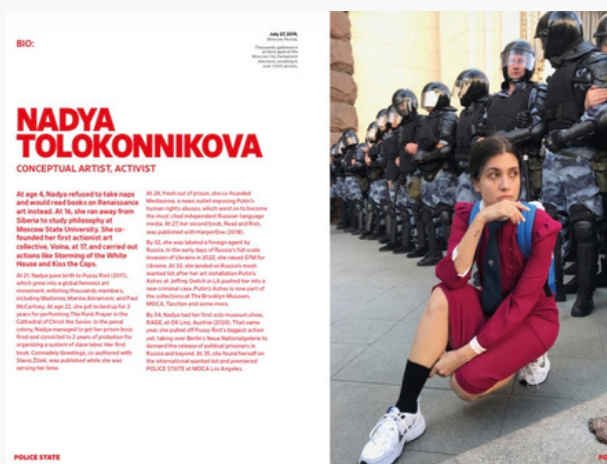 BIO:
July 27, 2019,
Moscow, Russia
Thousands gathered in
protest against the
Moscow City Parliament
elections, resulting in
over 1,000 arrests.
NADYA
TOLOKONNIKOVA
CONCEPTUAL ARTIST, ACTIVIST
At age 4, Nadya refused to take naps
and would read books on Renaissance
art instead. At 16, she ran away from
Siberia to study philosophy at
Moscow State University. She co-
founded her first actionist art
collective, Voina, at 17, and carried out
actions like Storming of the White
House and Kiss the Cops.
At 21, Nadya gave birth to Pussy Riot (2011),
which grew into a global feminist art
movement, enlisting thousands members,
including Madonna, Marina Abramovic and Paul
McCartney. At age 22, she got locked up for 2
years for performing The Punk Prayer in the
Cathedral of Christ the Savior. In the penal
colony, Nadya managed to get her prison boss
fired and convicted to 2 years of probation for
organizing a system of slave labor. Her first
book, Comradely Greetings, co-authored with
Slavoj Žižek, was published while she was
serving her time.
At 24, fresh out of prison, she co-founded
Mediazona, a news outlet exposing Putin's
human rights abuses, which went on to become
the most cited independent Russian-language
media. At 27, her second book, Read and Riot,
was published with HarperOne (2018).
By 32, she was labeled a foreign agent by
Russia. In the early days of Russia's full-scale
invasion of Ukraine in 2022, she raised $7M for
Ukraine. At 33, she landed on Russia's most-
wanted list after her art installation Putin's
Ashes at Jeffrey Deitch in LA pushed her into a
new criminal case. Putin's Ashes is now part of
the collections at The Brooklyn Museum,
MOCA, Taschen and some more.
By 34, Nadya had her first solo museum show,
RAGE, at OK Linz, Austria (2024). That same
year, she pulled off Pussy Riot's biggest action
yet, taking over Berlin's Neue Nationalgalerie to
demand the release of political prisoners in
Russia and beyond. At 35, she found herself on
the international wanted list and premiered
POLICE STATE at MOCA Los Angeles.
POLICE STATE